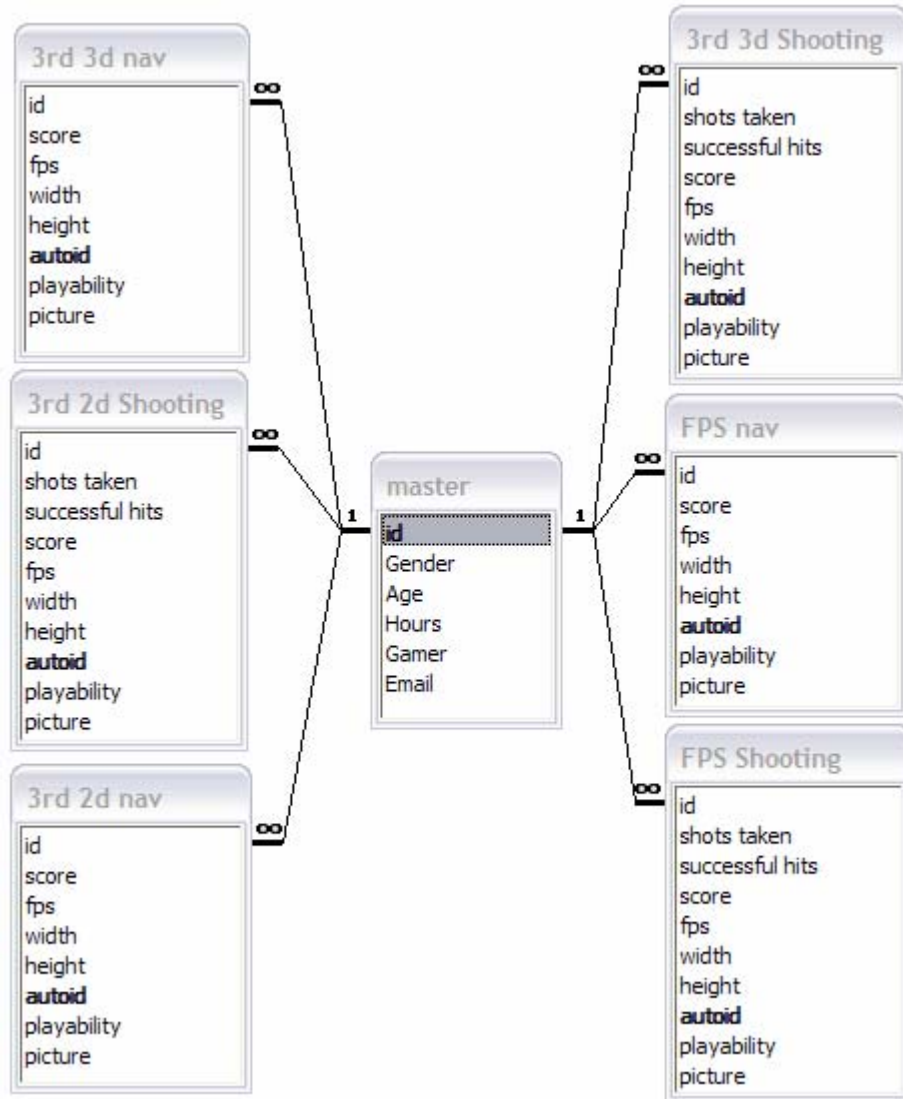 3rd 3d nav
∞
id
score
fps
width
height
autoid
playability
picture
3rd 2d Shooting
∞
id
shots taken
successful hits
score
fps
width
height
autoid
playability
picture
3rd 2d nav
∞
id
score
fps
width
height
autoid
playability
picture
master
1
1
id
Gender
Age
Hours
Gamer
Email
3rd 3d Shooting
∞
id
shots taken
successful hits
score
fps
width
height
autoid
playability
picture
FPS nav
∞
id
score
fps
width
height
autoid
playability
picture
FPS Shooting
∞
id
shots taken
successful hits
score
fps
width
height
autoid
playability
picture